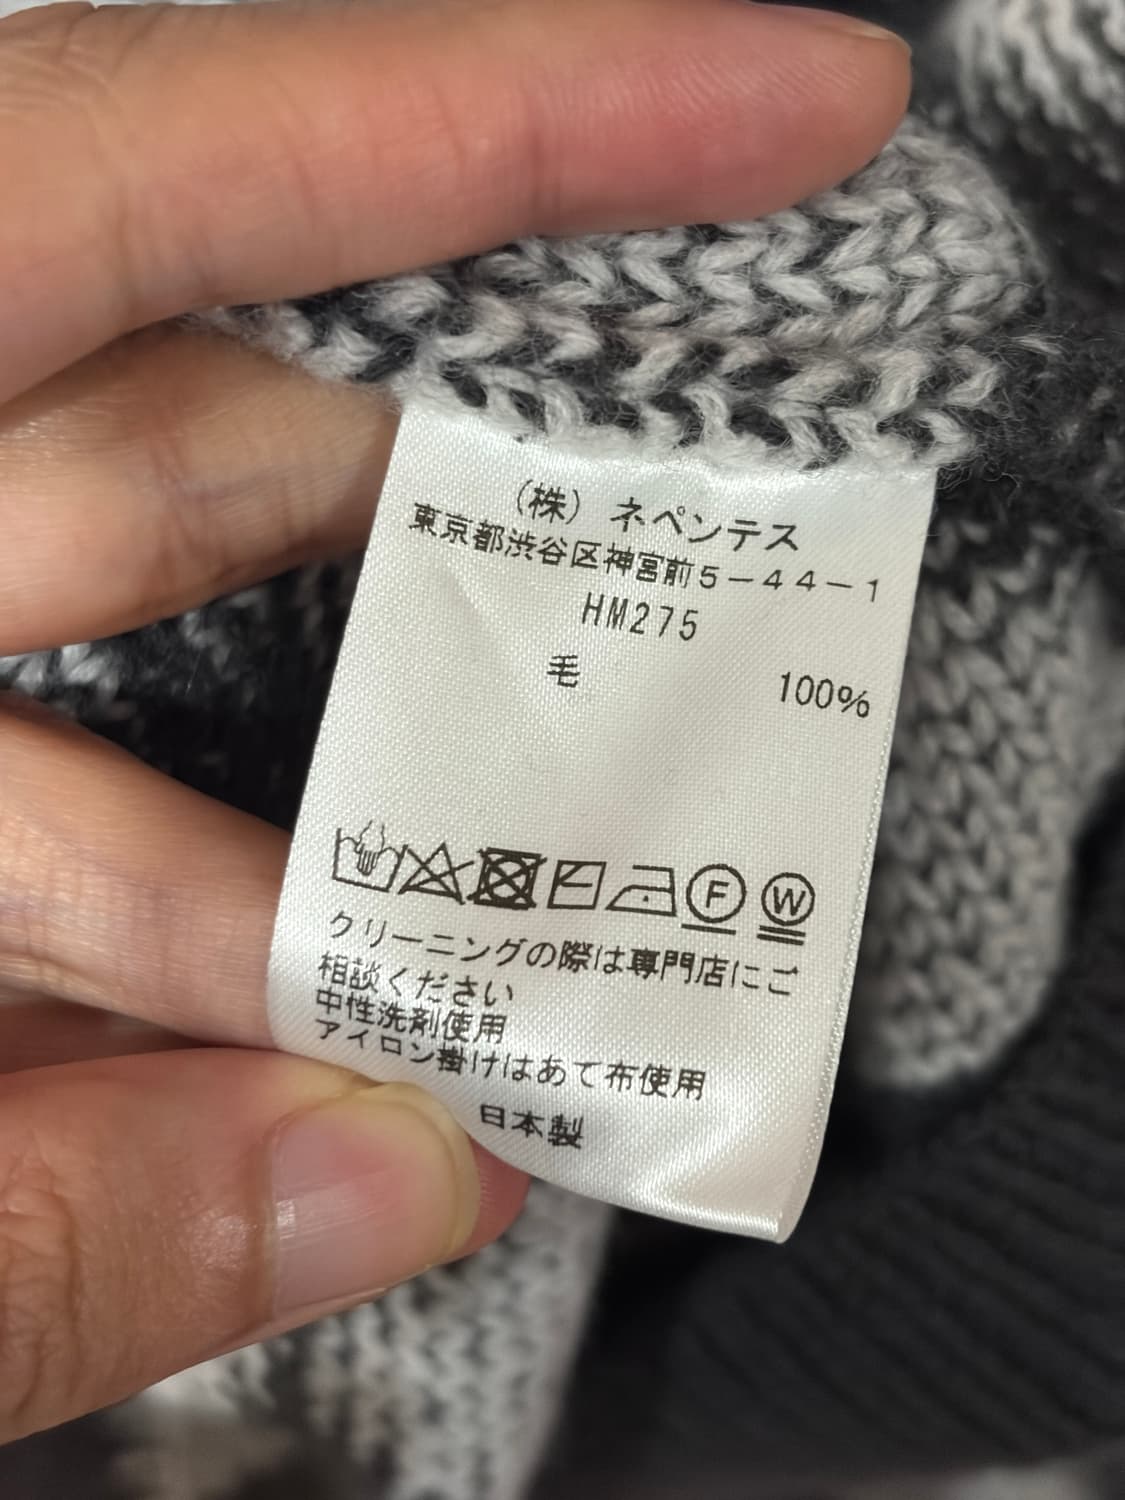 （株）ネペンテス
東京都渋谷区神宮前５－４４－１
HM275
毛 100%
F W
クリーニングの際は専門店にご
相談ください
中性洗剤使用
アイロン掛けはあて布使用
日本製